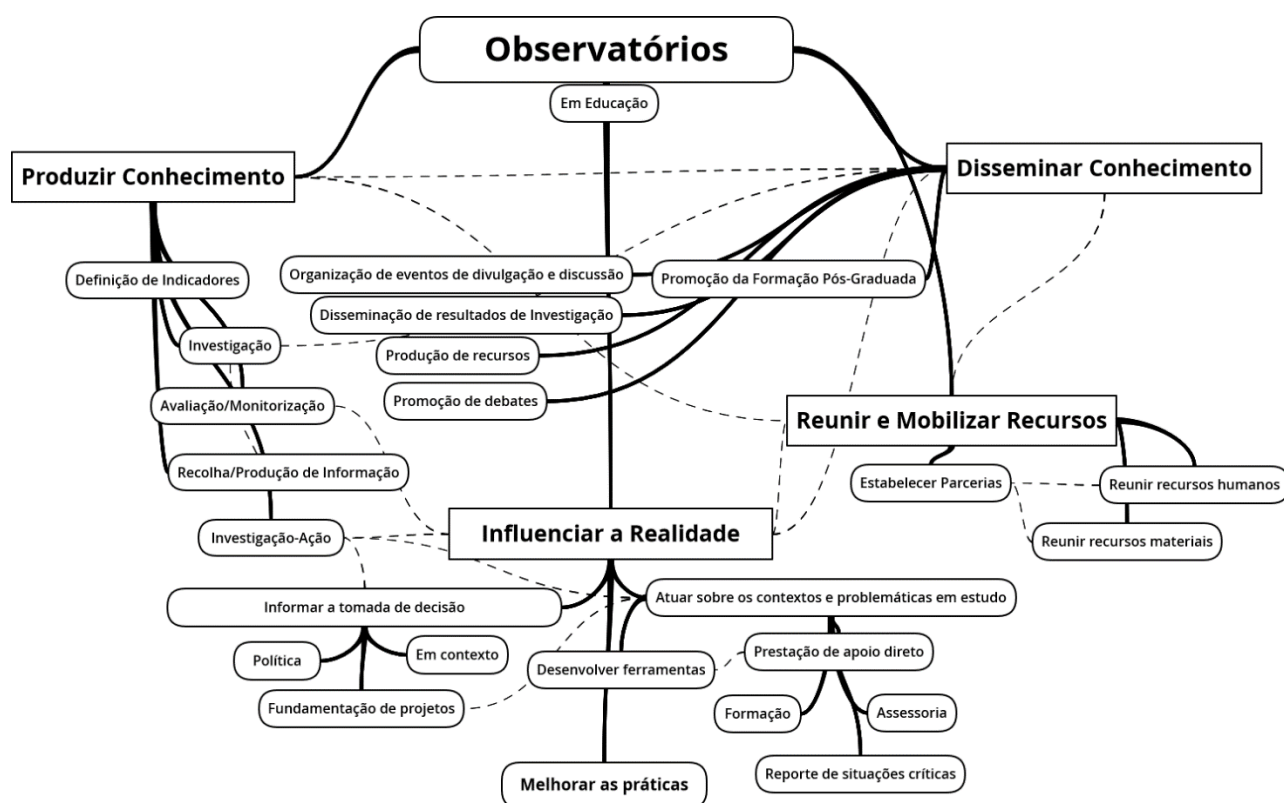 Observatórios
Em Educação
Produzir Conhecimento
Disseminar Conhecimento
Definição de Indicadores
Organização de eventos de divulgação e discussão
Promoção da Formação Pós-Graduada
Disseminação de resultados de Investigação
Investigação
Produção de recursos
Avaliação/Monitorização
Promoção de debates
Reunir e Mobilizar Recursos
Recolha/Produção de Informação
Estabelecer Parcerias
Reunir recursos humanos
Investigação-Ação
Influenciar a Realidade
Reunir recursos materiais
Informar a tomada de decisão
Atuar sobre os contextos e problemáticas em estudo
Política
Em contexto
Desenvolver ferramentas
Prestação de apoio direto
Fundamentação de projetos
Formação
Assessoria
Melhorar as práticas
Reporte de situações críticas